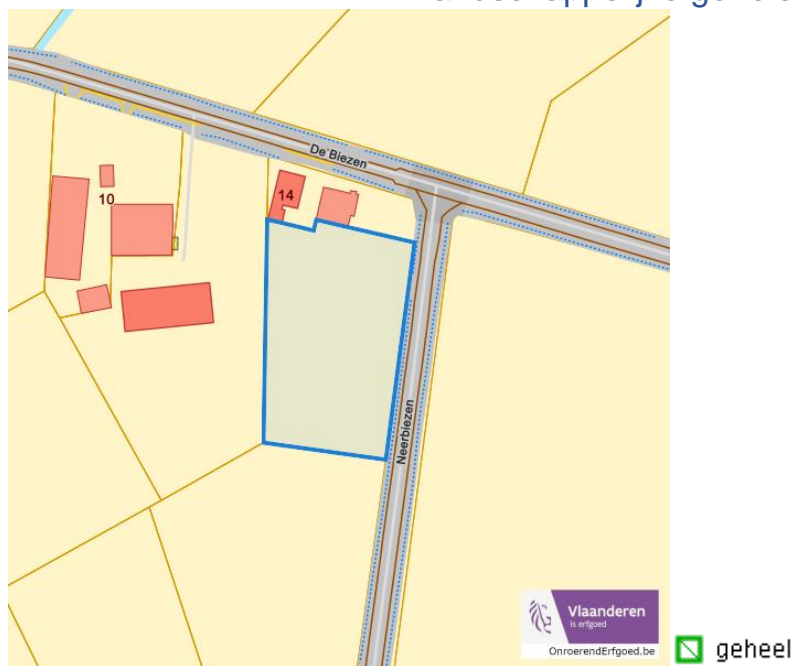 De Biezen
14
10
Neerbiezen
Vlaanderen
is erfgoed
OnroerendErfgoed.be
geheel